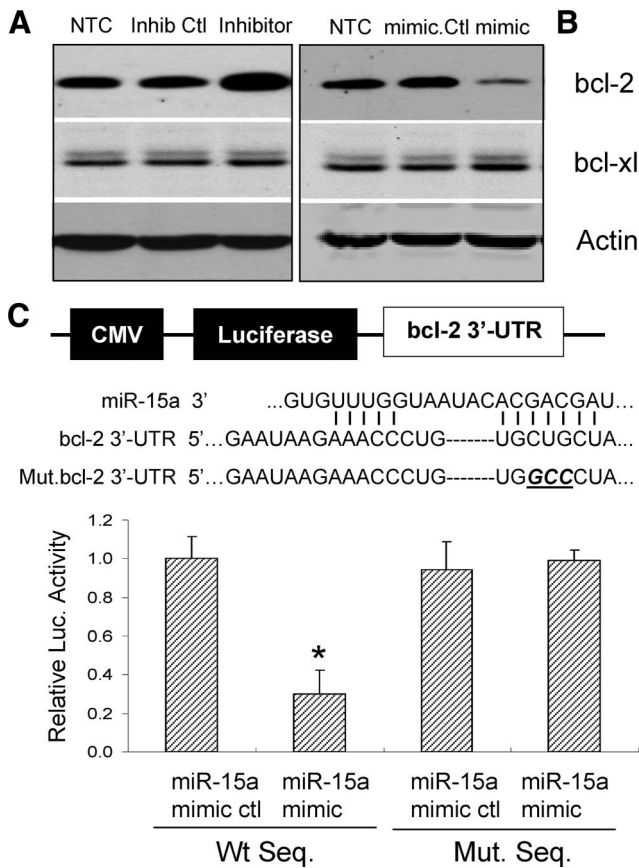 A
B
NTC Inhib Ctl Inhibitor
NTC mimic.Ctl mimic
bcl-2
bcl-xl
Actin
C
CMV Luciferase bcl-2 3'-UTR
miR-15a 3' ...GUGUUUGGUAAUACACGACGAU...
bcl-2 3'-UTR 5'...GAAUAAGAAACCCUG-------UGCUGCUA...
Mut.bcl-2 3'-UTR 5'...GAAUAAGAAACCCUG-------UGGCCCUA...
Relative Luc. Activity
1.2
1.0
0.8
0.6
0.4
0.2
0.0
*
miR-15a mimic ctl
miR-15a mimic
miR-15a mimic ctl
miR-15a mimic
Wt Seq.
Mut. Seq.